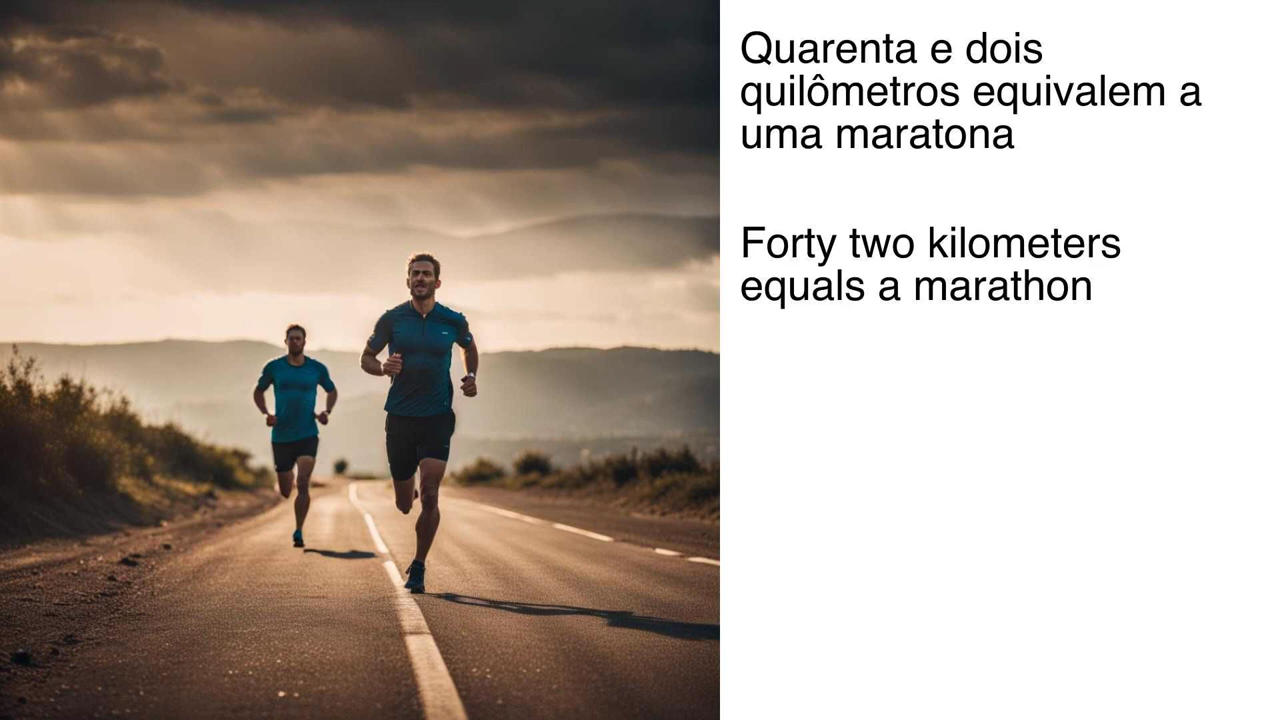 Quarenta e dois
quilômetros equivalem a
uma maratona
Forty two kilometers
equals a marathon